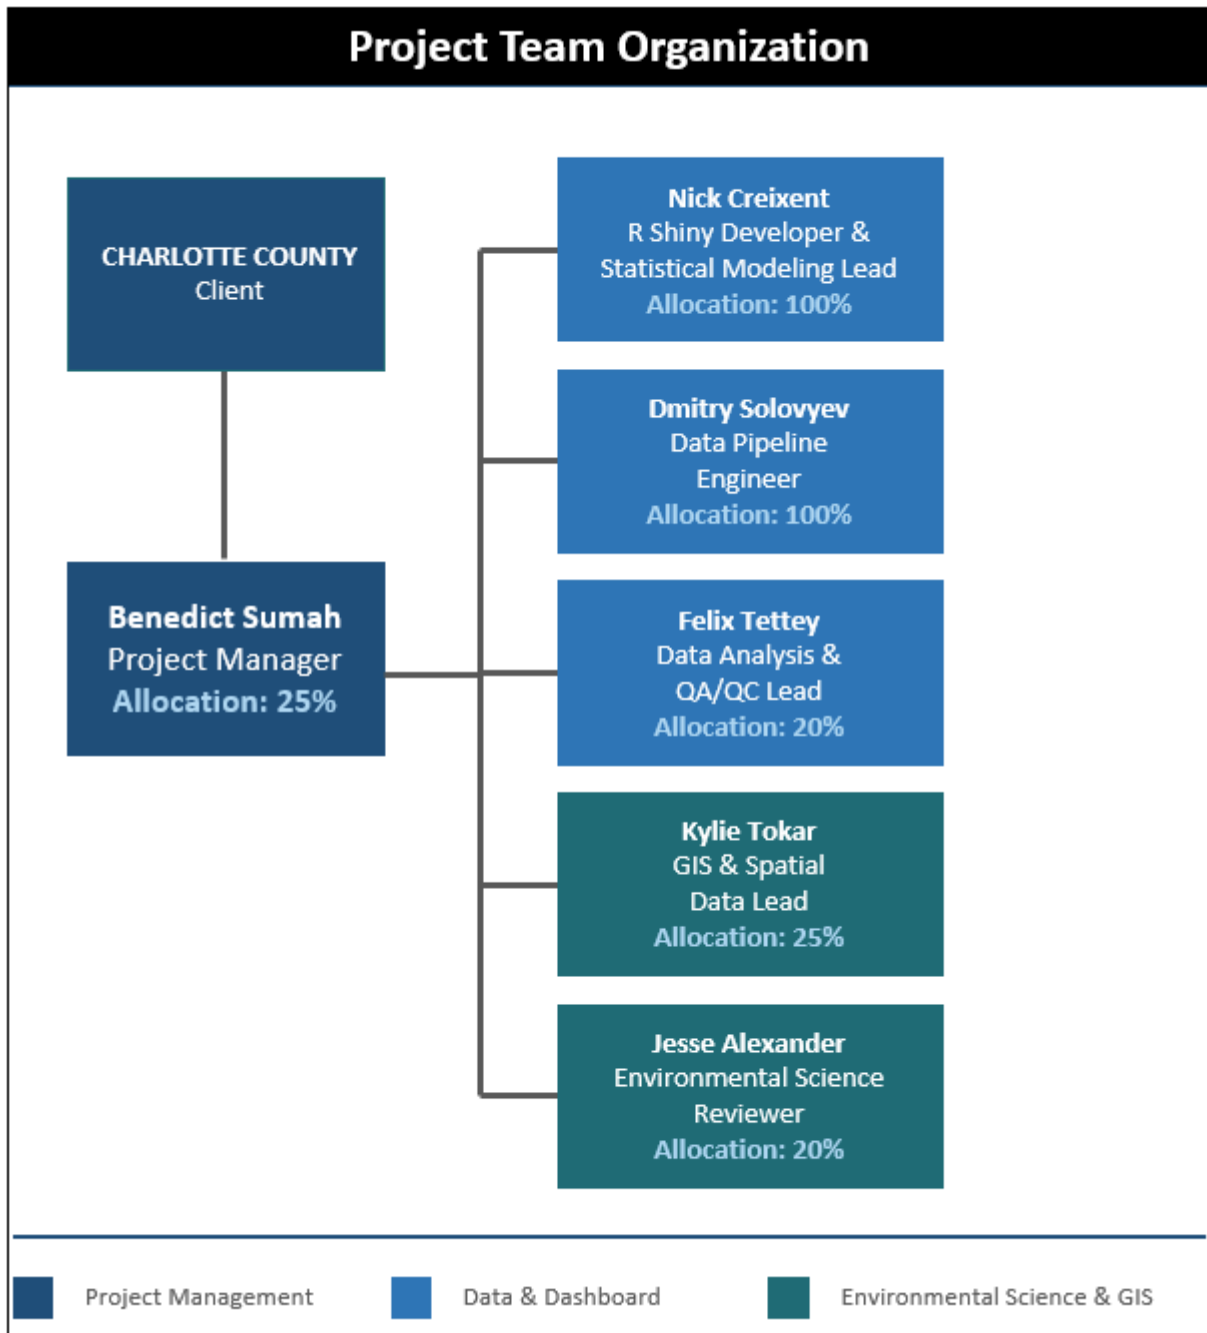 Project Team Organization
CHARLOTTE COUNTY
Client
Benedict Sumah
Project Manager
Allocation: 25%
Nick Creixent
R Shiny Developer &
Statistical Modeling Lead
Allocation: 100%
Dmitry Solovyev
Data Pipeline
Engineer
Allocation: 100%
Felix Tettey
Data Analysis &
QA/QC Lead
Allocation: 20%
Kylie Tokar
GIS & Spatial
Data Lead
Allocation: 25%
Jesse Alexander
Environmental Science
Reviewer
Allocation: 20%
Project Management
Data & Dashboard
Environmental Science & GIS